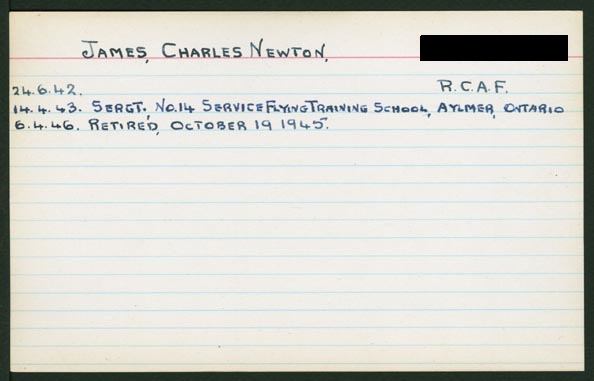 JAMES, CHARLES NEWTON,
24.6.42. R.C.A.F.
14.4.43. SERGT., NO.14 SERVICE FLYING TRAINING SCHOOL, AYLMER, ONTARIO
6.4.46. RETIRED, OCTOBER 19 1945.